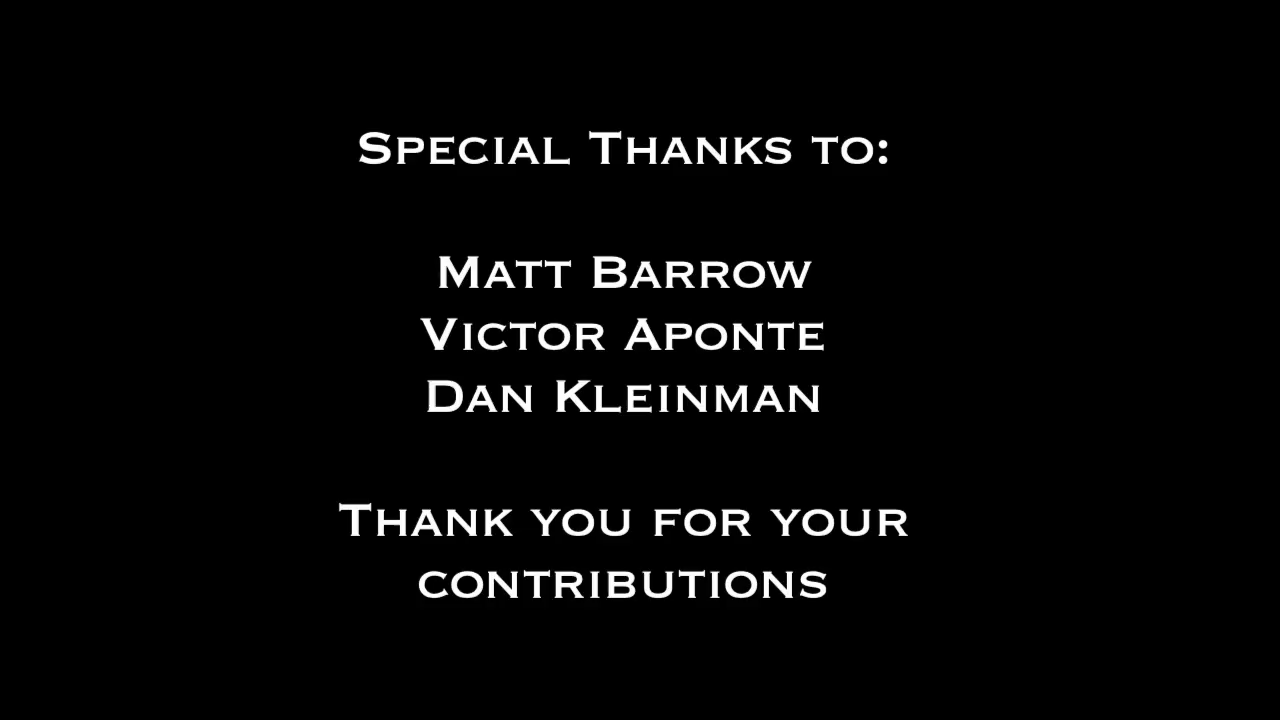 Special Thanks to:
Matt Barrow
Victor Aponte
Dan Kleinman
Thank you for your
contributions